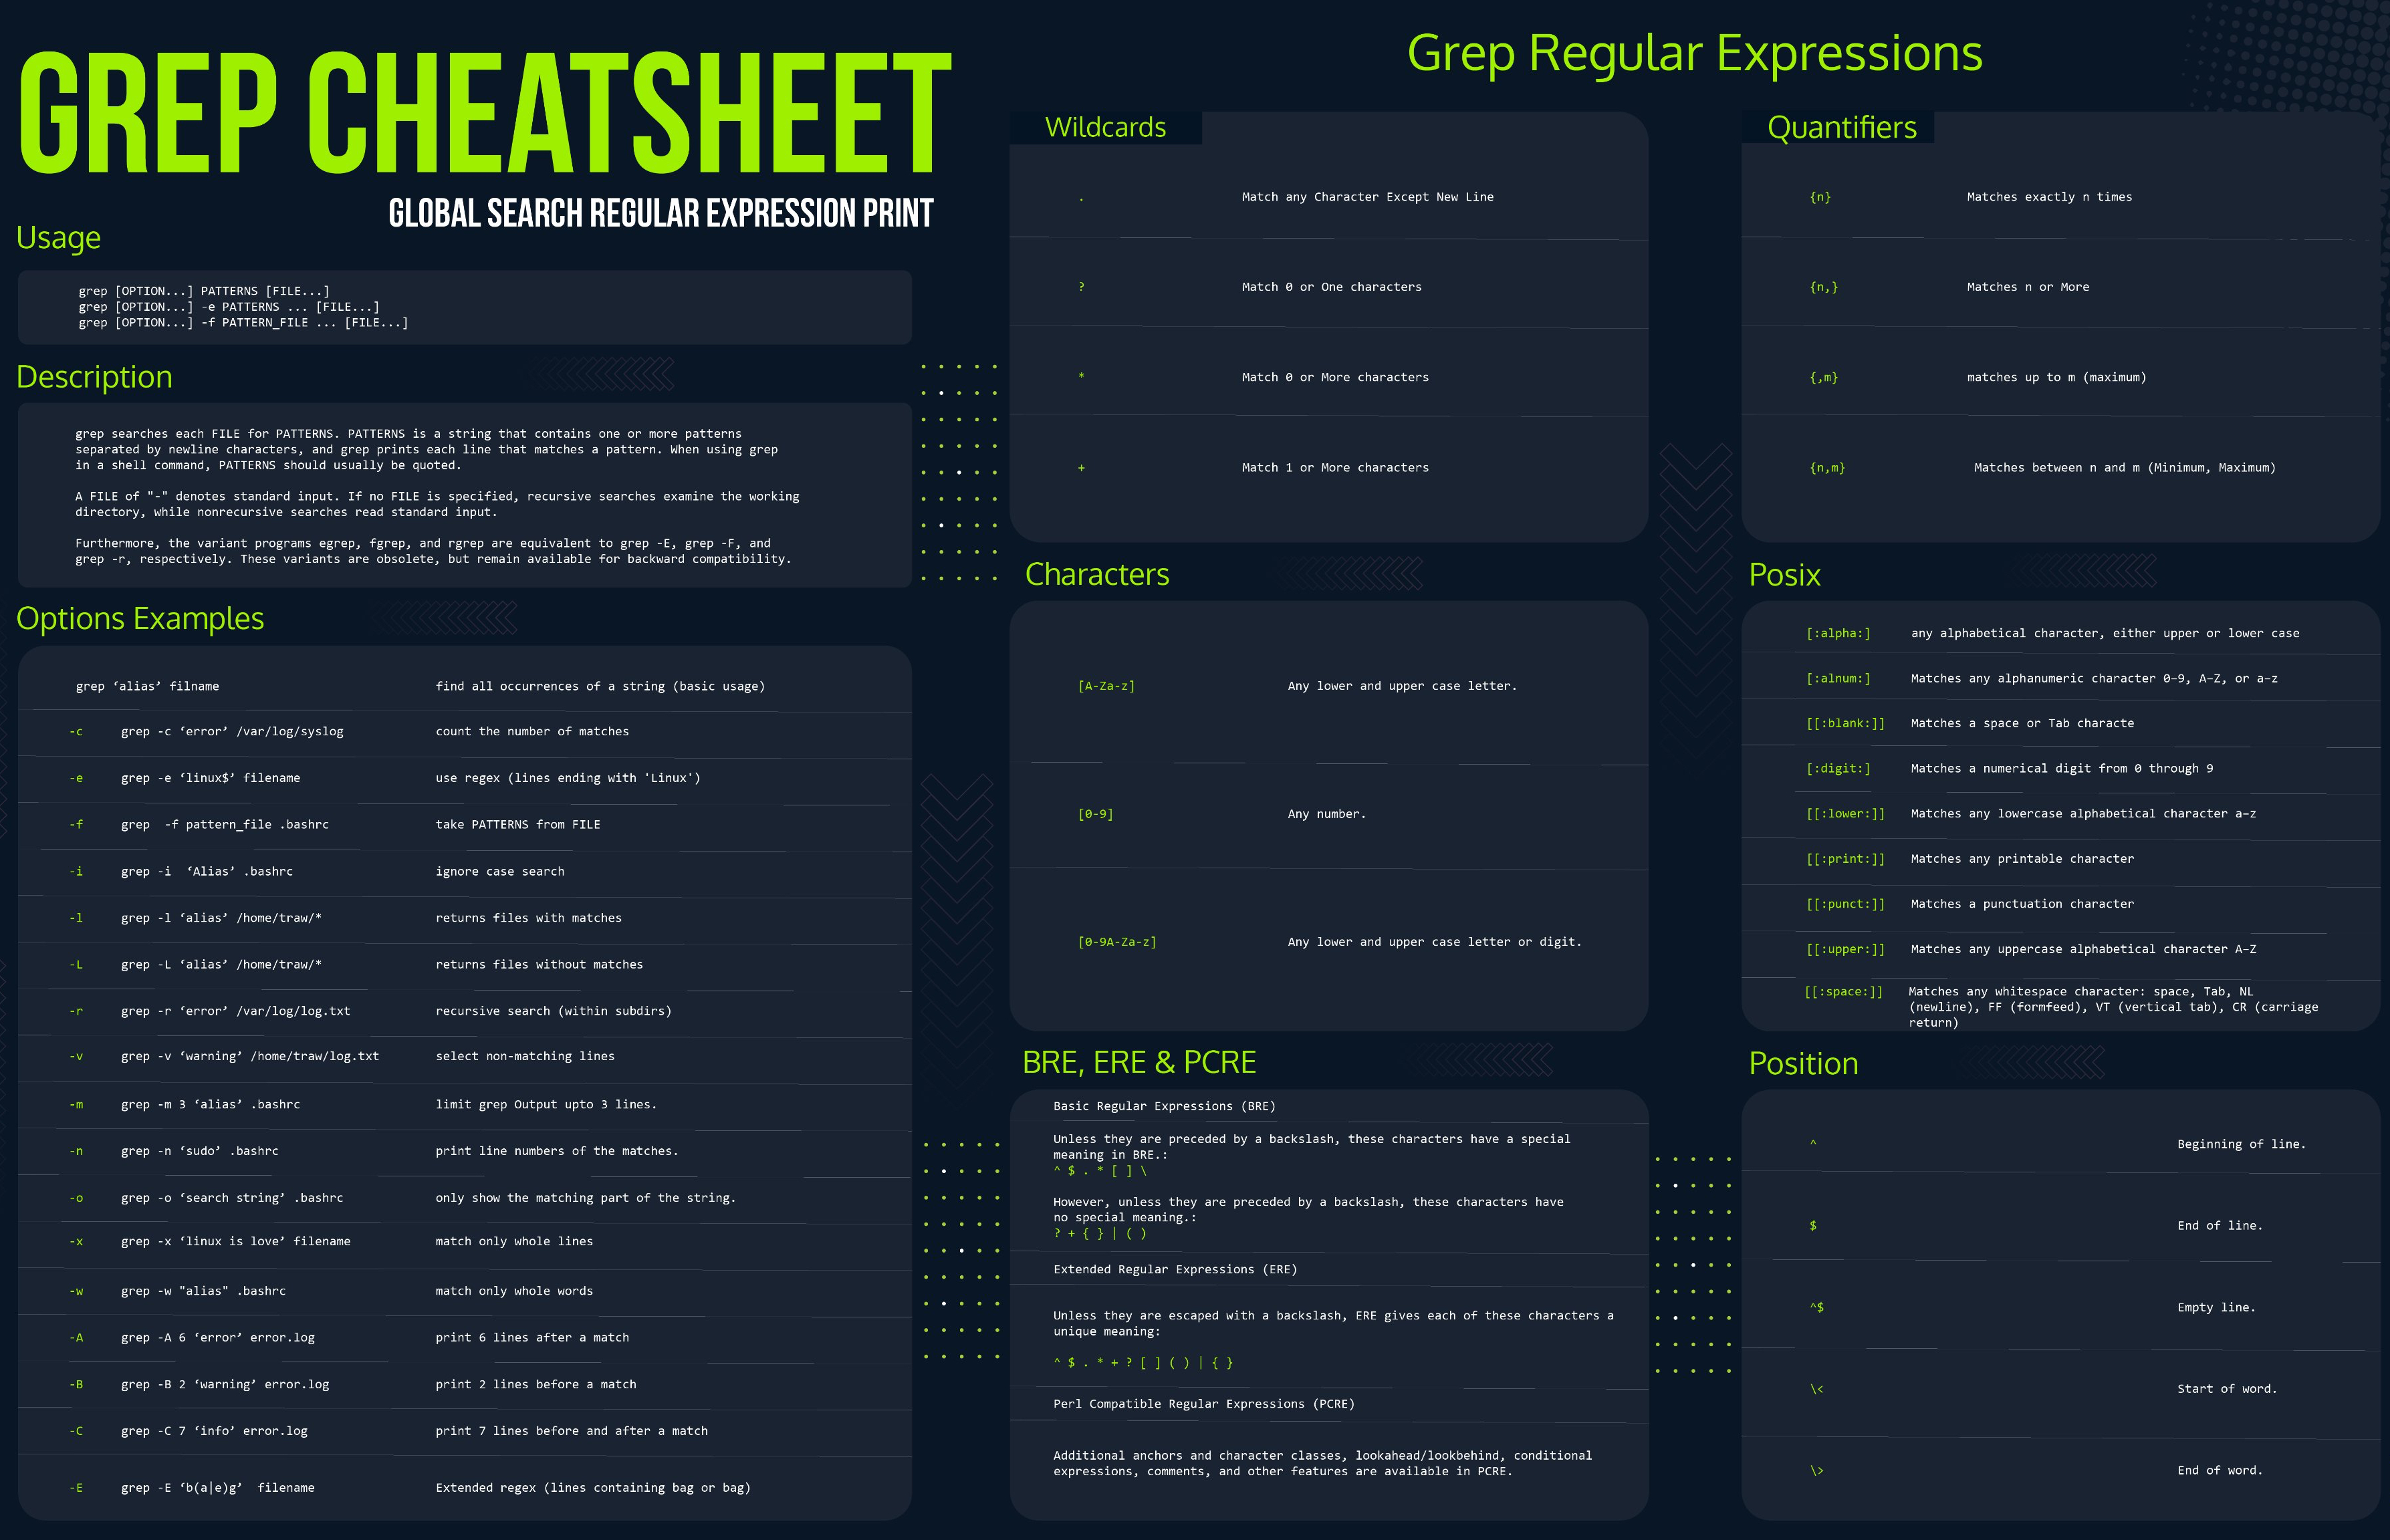 GREP CHEATSHEET
GLOBAL SEARCH REGULAR EXPRESSION PRINT
Usage
grep [OPTION...] PATTERNS [FILE...]
grep [OPTION...] -e PATTERNS ... [FILE...]
grep [OPTION...] -f PATTERN_FILE ... [FILE...]
Description
grep searches each FILE for PATTERNS. PATTERNS is a string that contains one or more patterns
separated by newline characters, and grep prints each line that matches a pattern. When using grep
in a shell command, PATTERNS should usually be quoted.
A FILE of "-" denotes standard input. If no FILE is specified, recursive searches examine the working
directory, while nonrecursive searches read standard input.
Furthermore, the variant programs egrep, fgrep, and rgrep are equivalent to grep -E, grep -F, and
grep -r, respectively. These variants are obsolete, but remain available for backward compatibility.
Options Examples
grep ‘alias’ filname find all occurrences of a string (basic usage)
-c grep -c ‘error’ /var/log/syslog count the number of matches
-e grep -e ‘linux$’ filename use regex (lines ending with 'Linux')
-f grep -f pattern_file .bashrc take PATTERNS from FILE
-i grep -i ‘Alias’ .bashrc ignore case search
-l grep -l ‘alias’ /home/traw/* returns files with matches
-L grep -L ‘alias’ /home/traw/* returns files without matches
-r grep -r ‘error’ /var/log/log.txt recursive search (within subdirs)
-v grep -v ‘warning’ /home/traw/log.txt select non-matching lines
-m grep -m 3 ‘alias’ .bashrc limit grep Output upto 3 lines.
-n grep -n ‘sudo’ .bashrc print line numbers of the matches.
-o grep -o ‘search string’ .bashrc only show the matching part of the string.
-x grep -x ‘linux is love’ filename match only whole lines
-w grep -w "alias" .bashrc match only whole words
-A grep -A 6 ‘error’ error.log print 6 lines after a match
-B grep -B 2 ‘warning’ error.log print 2 lines before a match
-C grep -C 7 ‘info’ error.log print 7 lines before and after a match
-E grep -E ‘b(a|e)g’ filename Extended regex (lines containing bag or bag)
Grep Regular Expressions
Wildcards
. Match any Character Except New Line
? Match 0 or One characters
* Match 0 or More characters
+ Match 1 or More characters
Quantifiers
{n} Matches exactly n times
{n,} Matches n or More
{,m} matches up to m (maximum)
{n,m} Matches between n and m (Minimum, Maximum)
Characters
[A-Za-z] Any lower and upper case letter.
[0-9] Any number.
[0-9A-Za-z] Any lower and upper case letter or digit.
Posix
[:alpha:] any alphabetical character, either upper or lower case
[:alnum:] Matches any alphanumeric character 0–9, A–Z, or a–z
[[:blank:]] Matches a space or Tab characte
[:digit:] Matches a numerical digit from 0 through 9
[[:lower:]] Matches any lowercase alphabetical character a–z
[[:print:]] Matches any printable character
[[:punct:]] Matches a punctuation character
[[:upper:]] Matches any uppercase alphabetical character A–Z
[[:space:]] Matches any whitespace character: space, Tab, NL
(newline), FF (formfeed), VT (vertical tab), CR (carriage
return)
BRE, ERE & PCRE
Basic Regular Expressions (BRE)
Unless they are preceded by a backslash, these characters have a special
meaning in BRE.:
^ $ . * [ ] \
However, unless they are preceded by a backslash, these characters have
no special meaning.:
? + { } | ( )
Extended Regular Expressions (ERE)
Unless they are escaped with a backslash, ERE gives each of these characters a
unique meaning:
^ $ . * + ? [ ] ( ) | { }
Perl Compatible Regular Expressions (PCRE)
Additional anchors and character classes, lookahead/lookbehind, conditional
expressions, comments, and other features are available in PCRE.
Position
^ Beginning of line.
$ End of line.
^$ Empty line.
\< Start of word.
\> End of word.